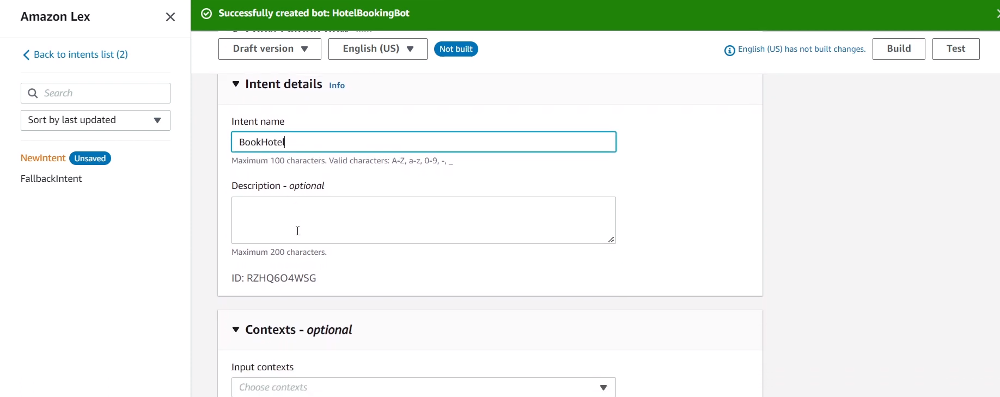 Amazon Lex
Successfully created bot: HotelBookingBot
Back to intents list (2)
Draft version
English (US)
Not built
English (US) has not built changes.
Build
Test
Search
Sort by last updated
NewIntent Unsaved
FallbackIntent
Intent details Info
Intent name
BookHotel
Maximum 100 characters. Valid characters: A-Z, a-z, 0-9, -, _
Description - optional
Maximum 200 characters.
ID: RZHQ6O4WSG
Contexts - optional
Input contexts
Choose contexts